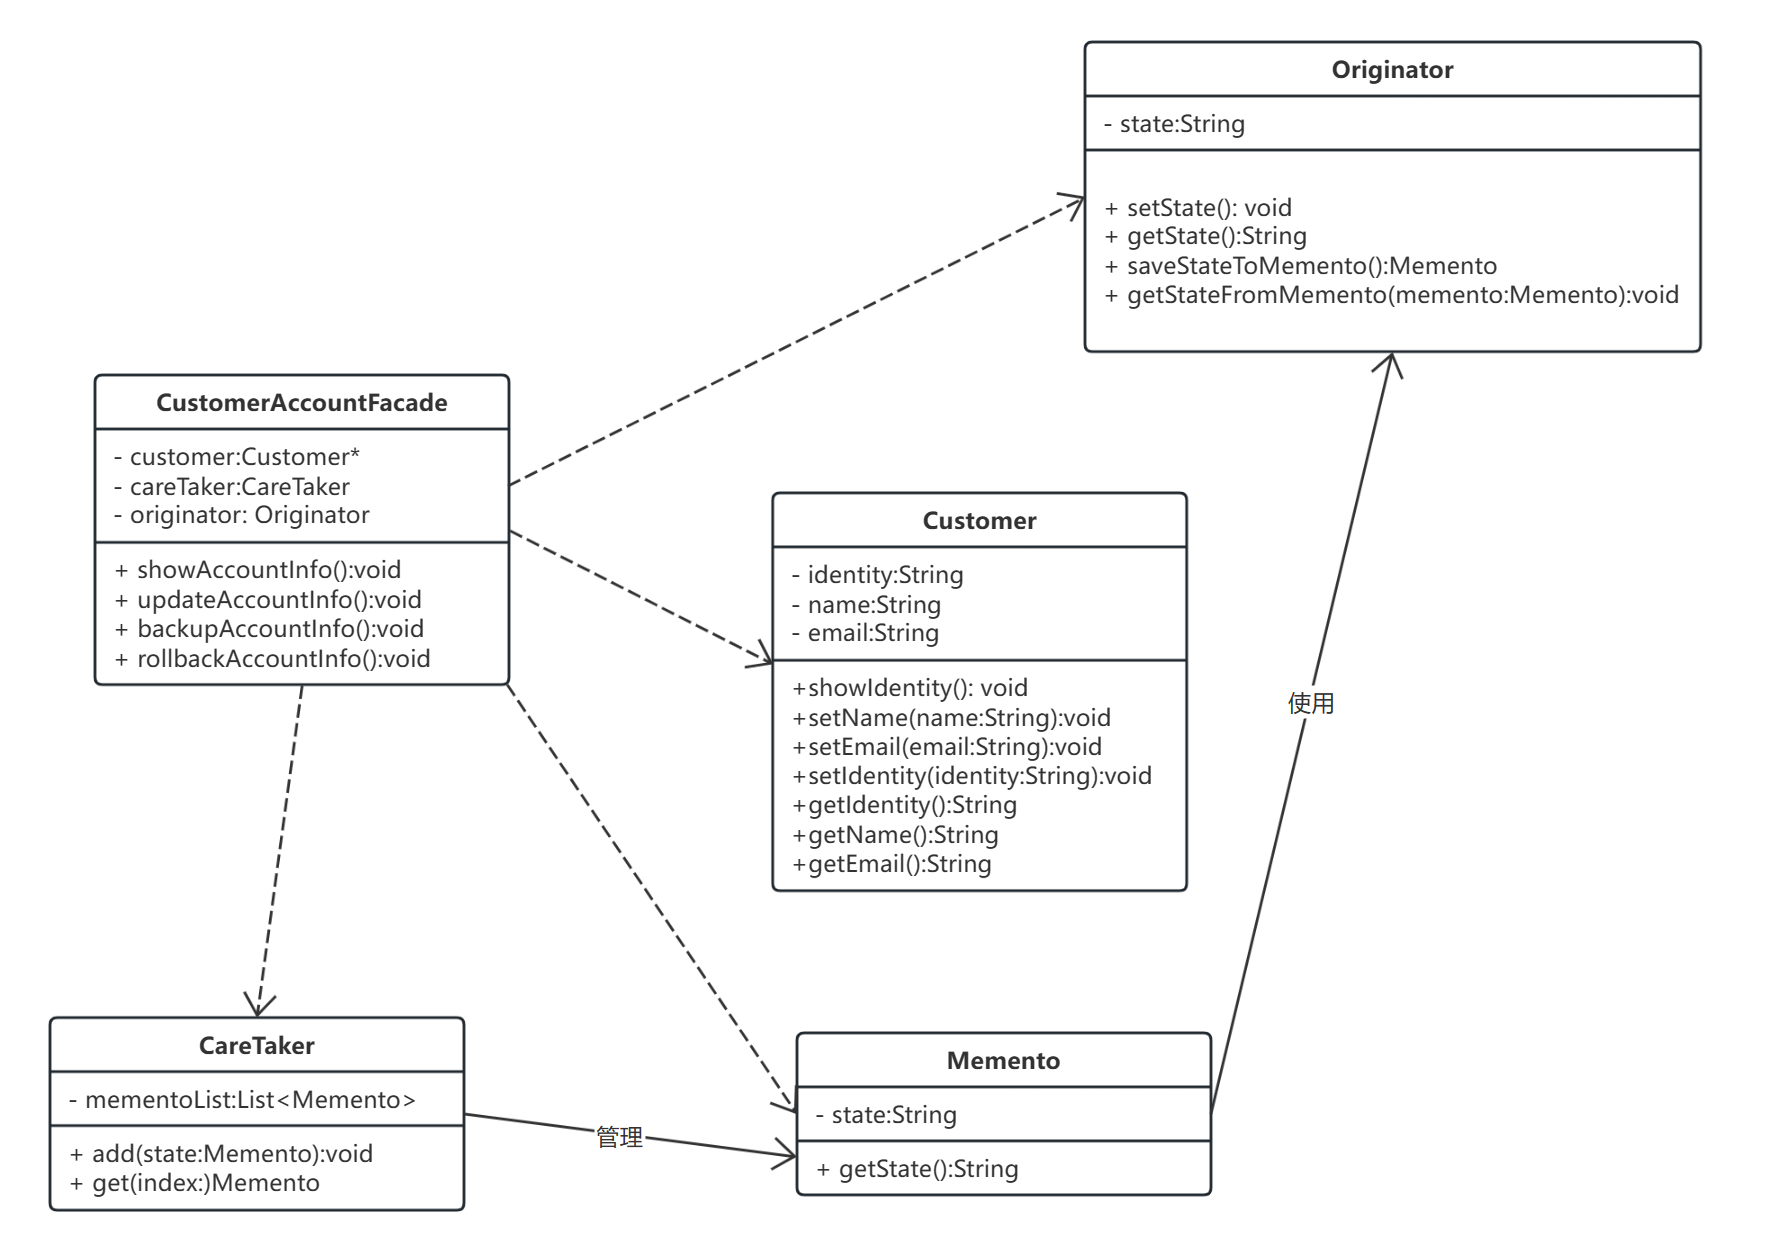 Originator
- state:String
+ setState(): void
+ getState():String
+ saveStateToMemento():Memento
+ getStateFromMemento(memento:Memento):void
CustomerAccountFacade
- customer:Customer*
- careTaker:CareTaker
- originator: Originator
+ showAccountInfo():void
+ updateAccountInfo():void
+ backupAccountInfo():void
+ rollbackAccountInfo():void
Customer
- identity:String
- name:String
- email:String
+showIdentity(): void
+setName(name:String):void
+setEmail(email:String):void
+setIdentity(identity:String):void
+getIdentity():String
+getName():String
+getEmail():String
使用
CareTaker
- mementoList:List<Memento>
+ add(state:Memento):void
+ get(index:)Memento
管理
Memento
- state:String
+ getState():String